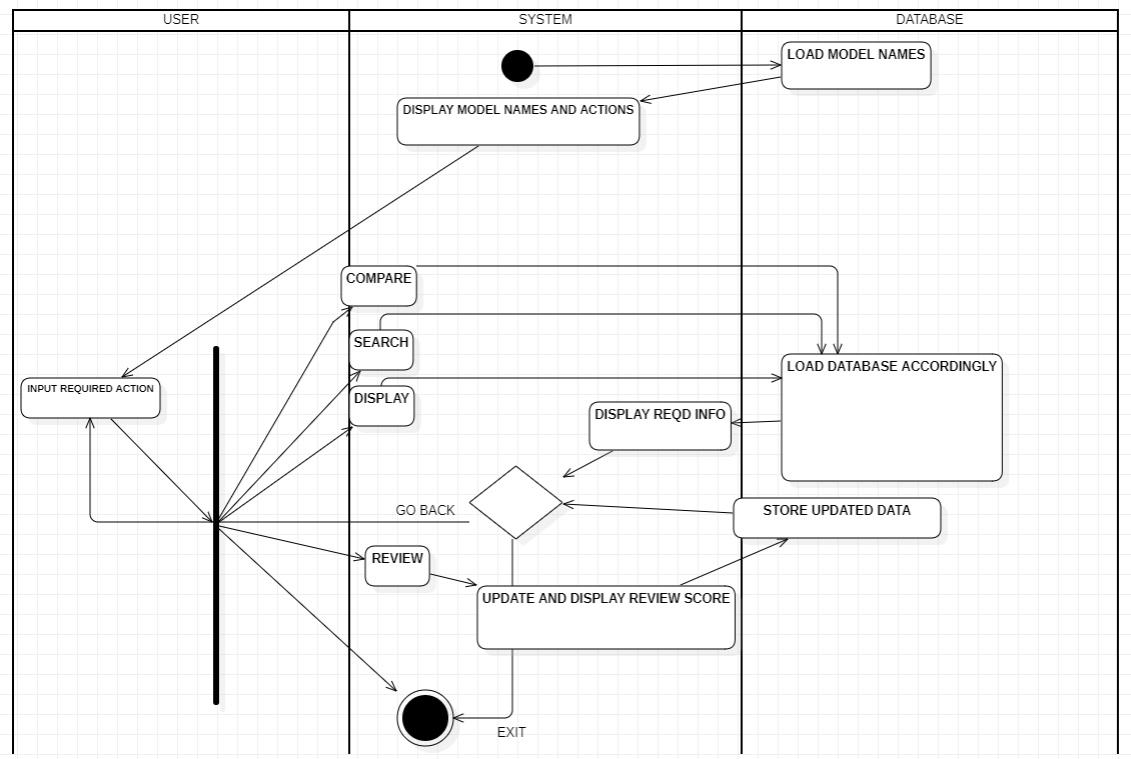 USER
SYSTEM
DATABASE
LOAD MODEL NAMES
DISPLAY MODEL NAMES AND ACTIONS
COMPARE
SEARCH
LOAD DATABASE ACCORDINGLY
INPUT REQUIRED ACTION
DISPLAY
DISPLAY REQD INFO
GO BACK
STORE UPDATED DATA
REVIEW
UPDATE AND DISPLAY REVIEW SCORE
EXIT